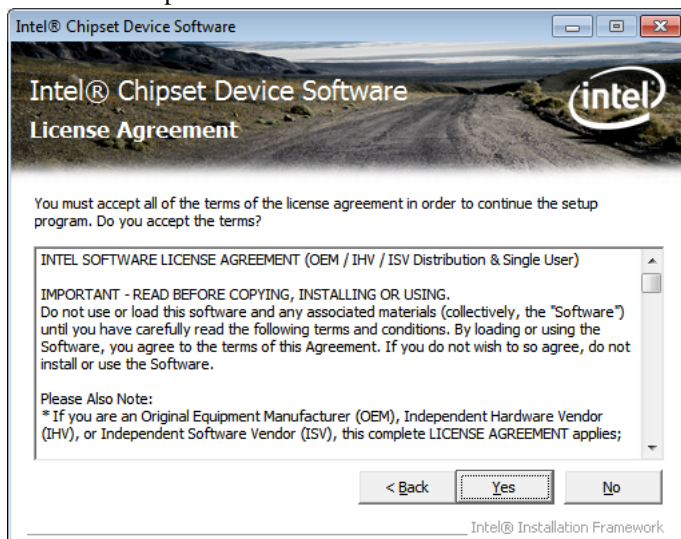 Intel® Chipset Device Software
Intel® Chipset Device Software
intel
License Agreement
You must accept all of the terms of the license agreement in order to continue the setup
program. Do you accept the terms?
INTEL SOFTWARE LICENSE AGREEMENT (OEM / IHV / ISV Distribution & Single User)
IMPORTANT - READ BEFORE COPYING, INSTALLING OR USING.
Do not use or load this software and any associated materials (collectively, the "Software")
until you have carefully read the following terms and conditions. By loading or using the
Software, you agree to the terms of this Agreement. If you do not wish to so agree, do not
install or use the Software.
Please Also Note:
* If you are an Original Equipment Manufacturer (OEM), Independent Hardware Vendor
(IHV), or Independent Software Vendor (ISV), this complete LICENSE AGREEMENT applies;
< Back Yes No
Intel® Installation Framework